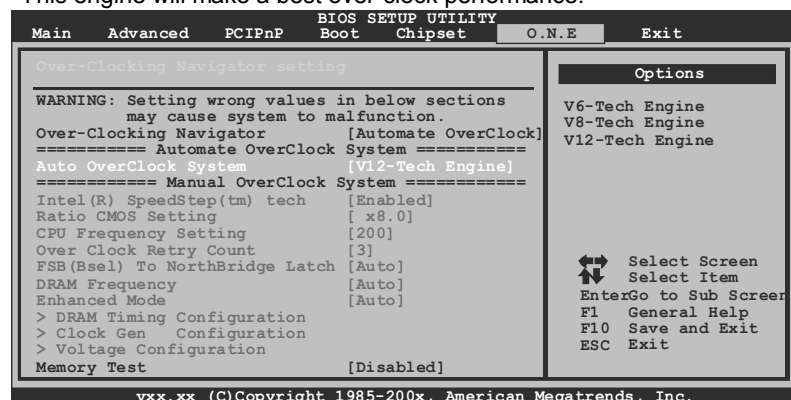 This engine will make a best over-clock performance.
BIOS SETUP UTILITY
Main Advanced PCIPnP Boot Chipset O.N.E Exit
Over-Clocking Navigator setting
WARNING: Setting wrong values in below sections
may cause system to malfunction.
Over-Clocking Navigator [Automate OverClock]
=========== Automate OverClock System ===========
Auto OverClock System [V12-Tech Engine]
============ Manual OverClock System ============
Intel(R) SpeedStep(tm) tech [Enabled]
Ratio CMOS Setting [ x8.0]
CPU Frequency Setting [200]
Over Clock Retry Count [3]
FSB(Bsel) To NorthBridge Latch [Auto]
DRAM Frequency [Auto]
Enhanced Mode [Auto]
> DRAM Timing Configuration
> Clock Gen Configuration
> Voltage Configuration
Memory Test [Disabled]
Options
V6-Tech Engine
V8-Tech Engine
V12-Tech Engine
Select Screen
Select Item
EnterGo to Sub Screen
F1 General Help
F10 Save and Exit
ESC Exit
vxx.xx (C)Copyright 1985-200x, American Megatrends, Inc.